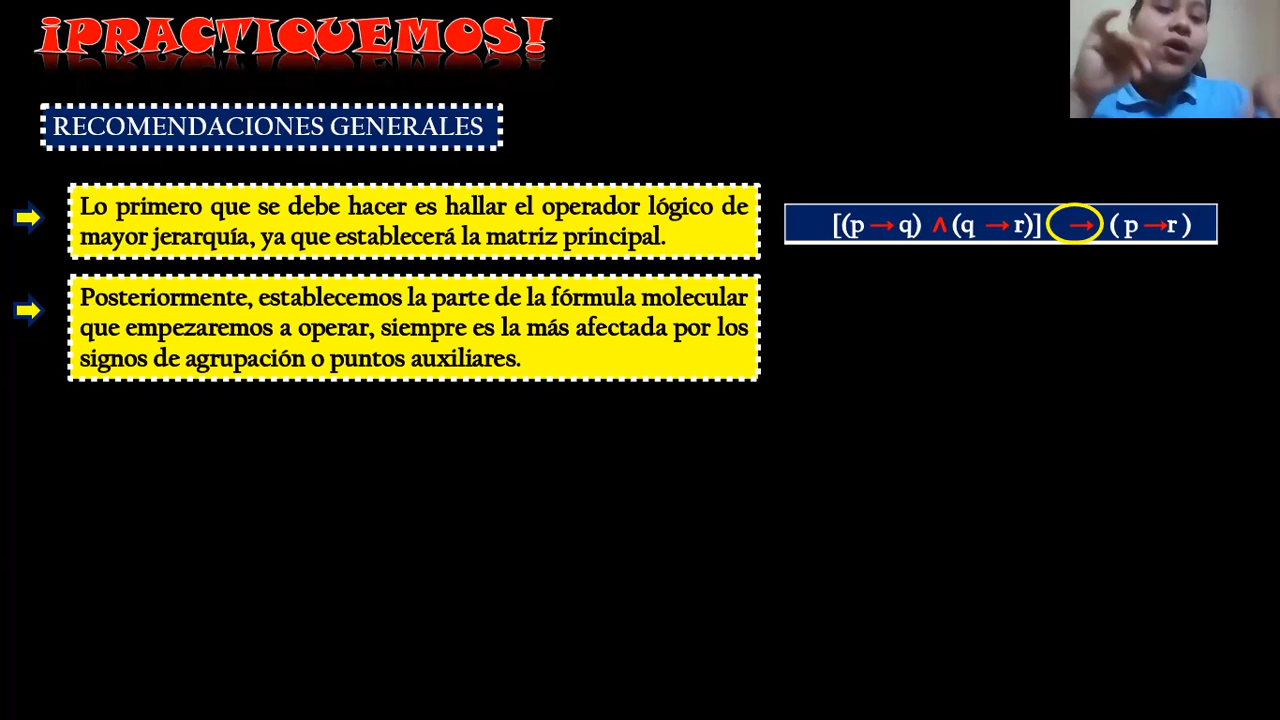 ¡PRACTIQUEMOS!
RECOMENDACIONES GENERALES
Lo primero que se debe hacer es hallar el operador lógico de
mayor jerarquía, ya que establecerá la matriz principal.
[(p → q) ∧ (q → r)] → ( p → r )
Posteriormente, establecemos la parte de la fórmula molecular
que empezaremos a operar, siempre es la más afectada por los
signos de agrupación o puntos auxiliares.